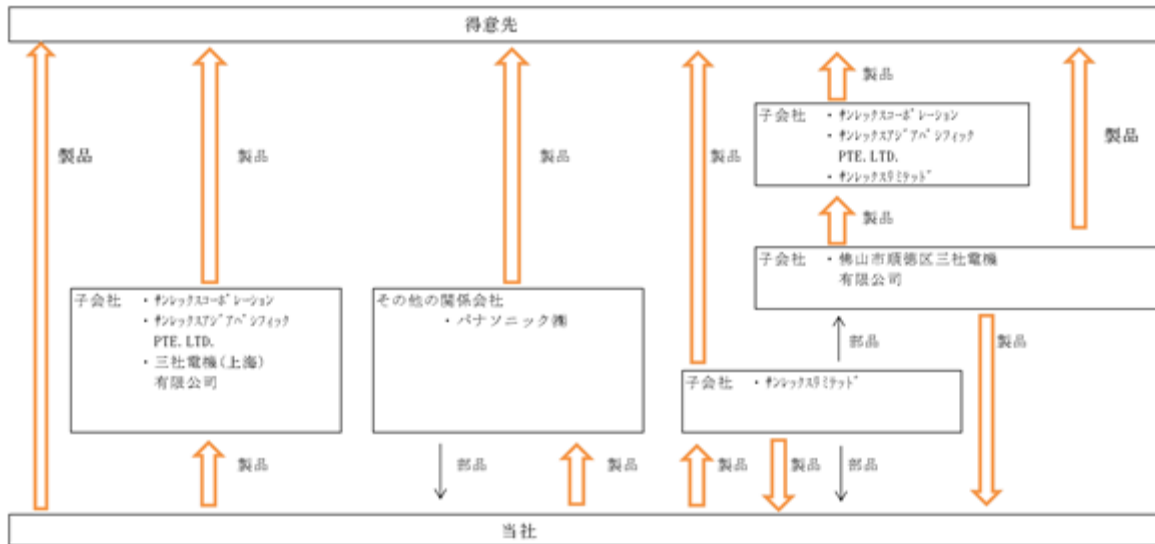 得意先
製品
製品
製品
製品
製品
製品
子会社 ・ｻﾝﾚｯｸｽｺｰﾎﾟﾚｰｼｮﾝ
・ｻﾝﾚｯｸｽｱｼﾞｱﾊﾟｼﾌｨｯｸ
PTE.LTD.
・ｻﾝﾚｯｸｽﾘﾐﾃｯﾄﾞ
製品
子会社 ・佛山市順徳区三社電機
有限公司
子会社 ・ｻﾝﾚｯｸｽｺｰﾎﾟﾚｰｼｮﾝ
・ｻﾝﾚｯｸｽｱｼﾞｱﾊﾟｼﾌｨｯｸ
PTE.LTD.
・三社電機(上海)
有限公司
その他の関係会社
・パナソニック㈱
部品
製品
子会社 ・ｻﾝﾚｯｸｽﾘﾐﾃｯﾄﾞ
製品
部品
製品
製品
製品
部品
当社